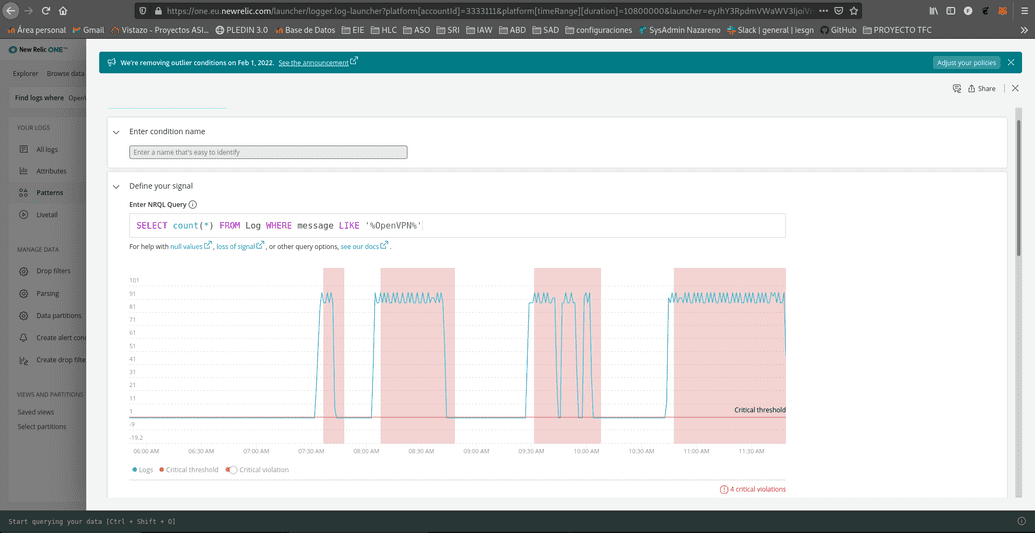 https://one.eu.newrelic.com/launcher/logger.log-launcher?platform[accountId]=3333111&platform[timeRange][duration]=10800000&launcher=
Área personal Gmail Vistazo - Proyectos ASI... PLEDIN 3.0 Base de Datos EIE HLC ASO SRI IAW ABD SAD configuraciones SysAdmin Nazareno Slack | general | iesgn GitHub PROYECTO TFC
New Relic ONE™
We're removing outlier conditions on Feb 1, 2022. See the announcement
Adjust your policies
Explorer Browse data
Share
Find logs where
YOUR LOGS
All logs
Attributes
Patterns
Livetail
MANAGE DATA
Drop filters
Parsing
Data partitions
Create alert
Create drop
VIEWS AND PARTITIONS
Saved views
Select partitions
Enter condition name
Enter a name that's easy to identify
Define your signal
Enter NRQL Query
SELECT count(*) FROM Log WHERE message LIKE '%OpenVPN%'
For help with null values, loss of signal, or other query options, see our docs.
101
91
81
71
61
51
41
31
21
11
1
-9
-19.2
Critical threshold
06:00 AM 06:30 AM 07:00 AM 07:30 AM 08:00 AM 08:30 AM 09:00 AM 09:30 AM 10:00 AM 10:30 AM 11:00 AM 11:30 AM
Logs Critical threshold Critical violation
4 critical violations
Start querying your data [Ctrl + Shift + O]